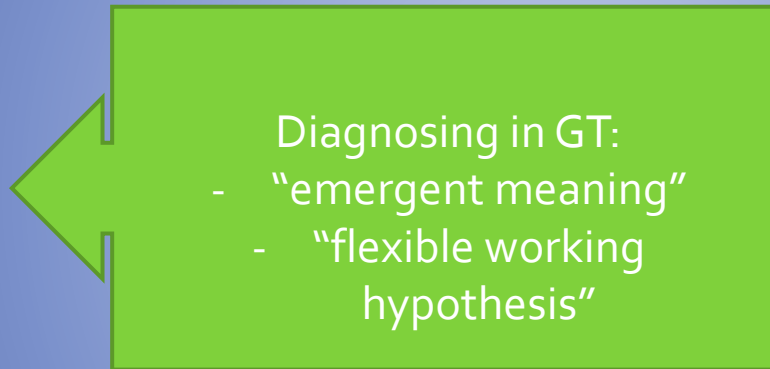 Diagnosing in GT:
- “emergent meaning”
- “flexible working
hypothesis”